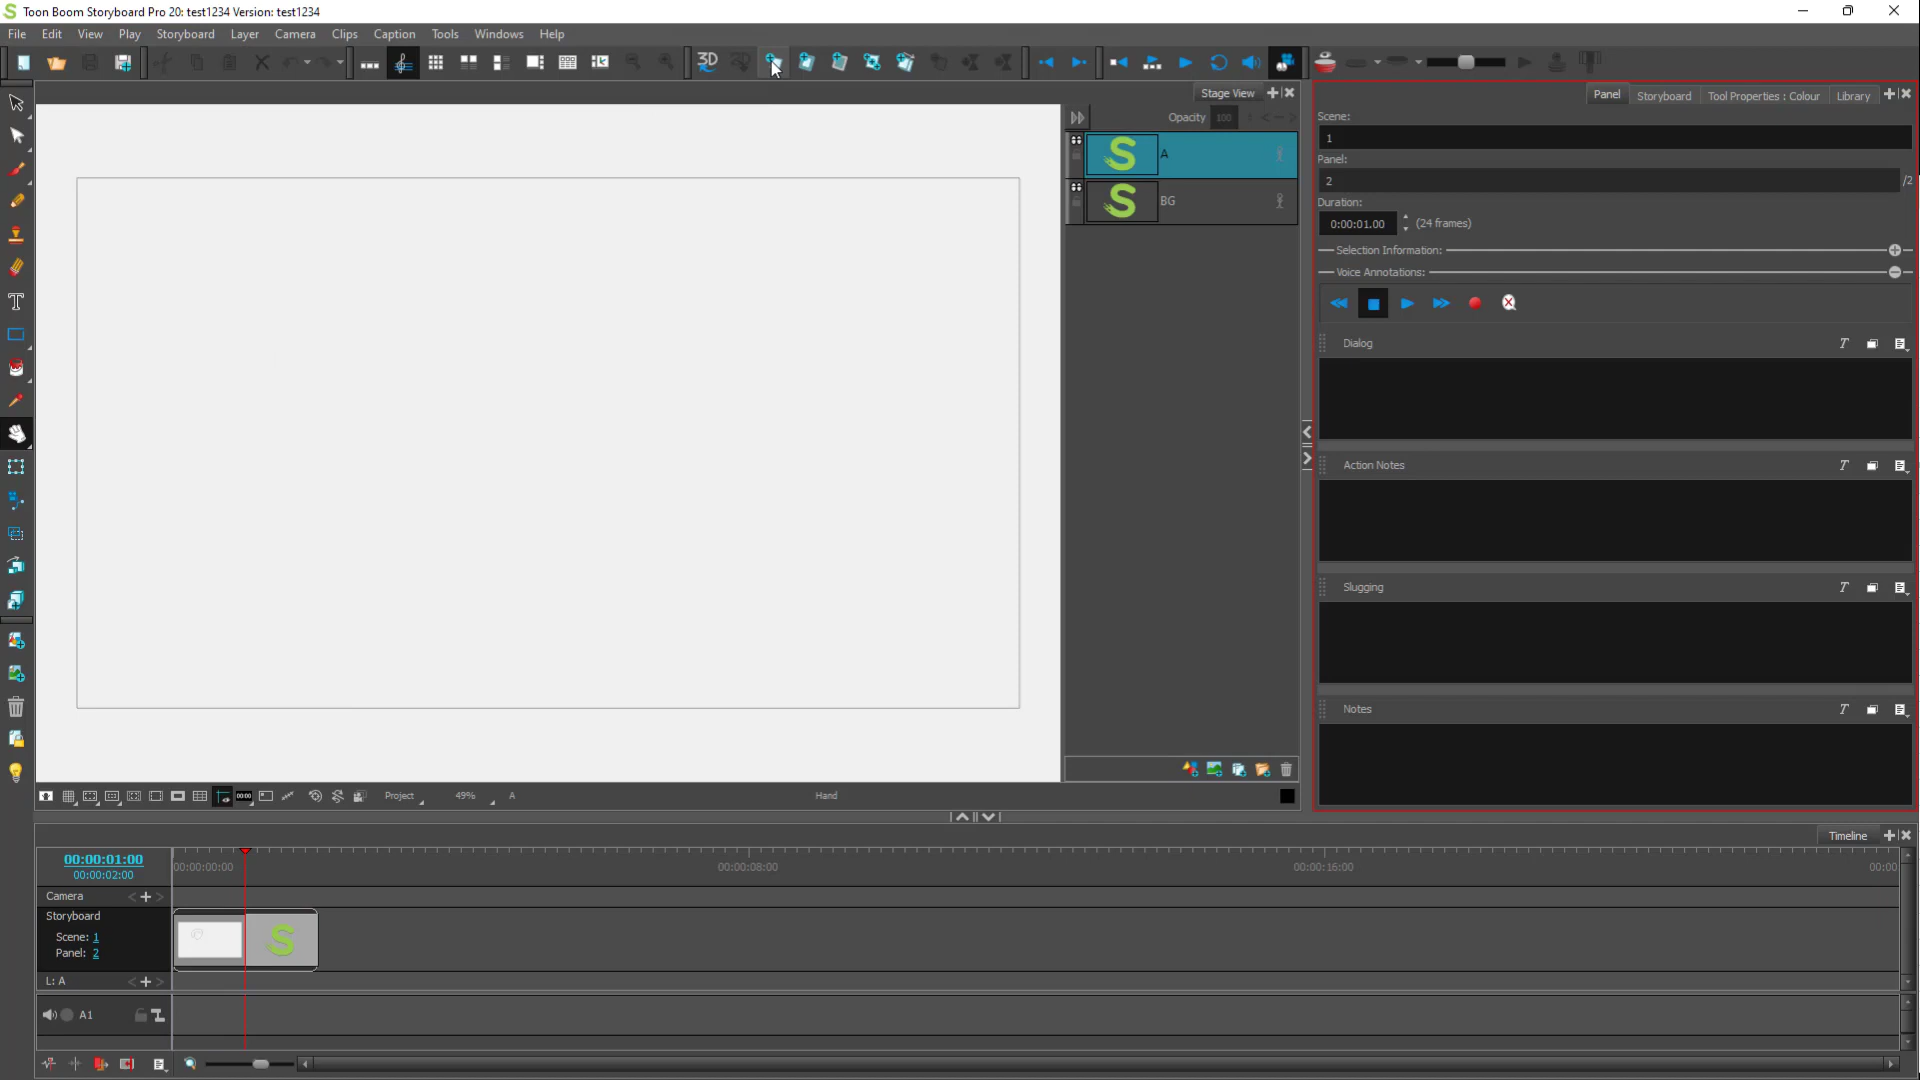 Toon Boom Storyboard Pro 20: test1234 Version: test1234
File Edit View Play Storyboard Layer Camera Clips Caption Tools Windows Help
3D
Stage View
Panel Storyboard Tool Properties : Colour Library
Opacity 100
A
BG
Scene:
1
Panel:
2 /2
Duration:
0:00:01.00 (24 frames)
Selection Information:
Voice Annotations:
Dialog
Action Notes
Slugging
Notes
Project 49% A Hand
Timeline
00:00:01:00
00:00:02:00
00:00:00:00 00:00:08:00 00:00:16:00 00:00
Camera
Storyboard
Scene: 1
Panel: 2
L: A
A1